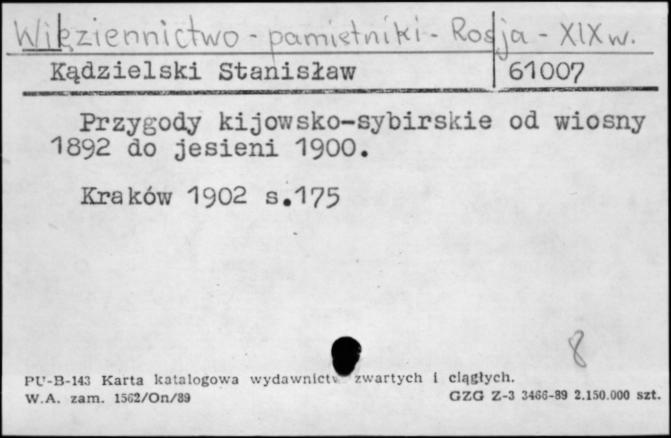 Więziennictwo - pamiętniki - Rosja - XIX w.
Kądzielski Stanisław 61007
Przygody kijowsko-sybirskie od wiosny
1892 do jesieni 1900.
Kraków 1902 s.175
8
PU-B-143 Karta katalogowa wydawnictw zwartych i ciągłych.
W.A. zam. 1562/On/89 GZG Z-3 3466-89 2.150.000 szt.